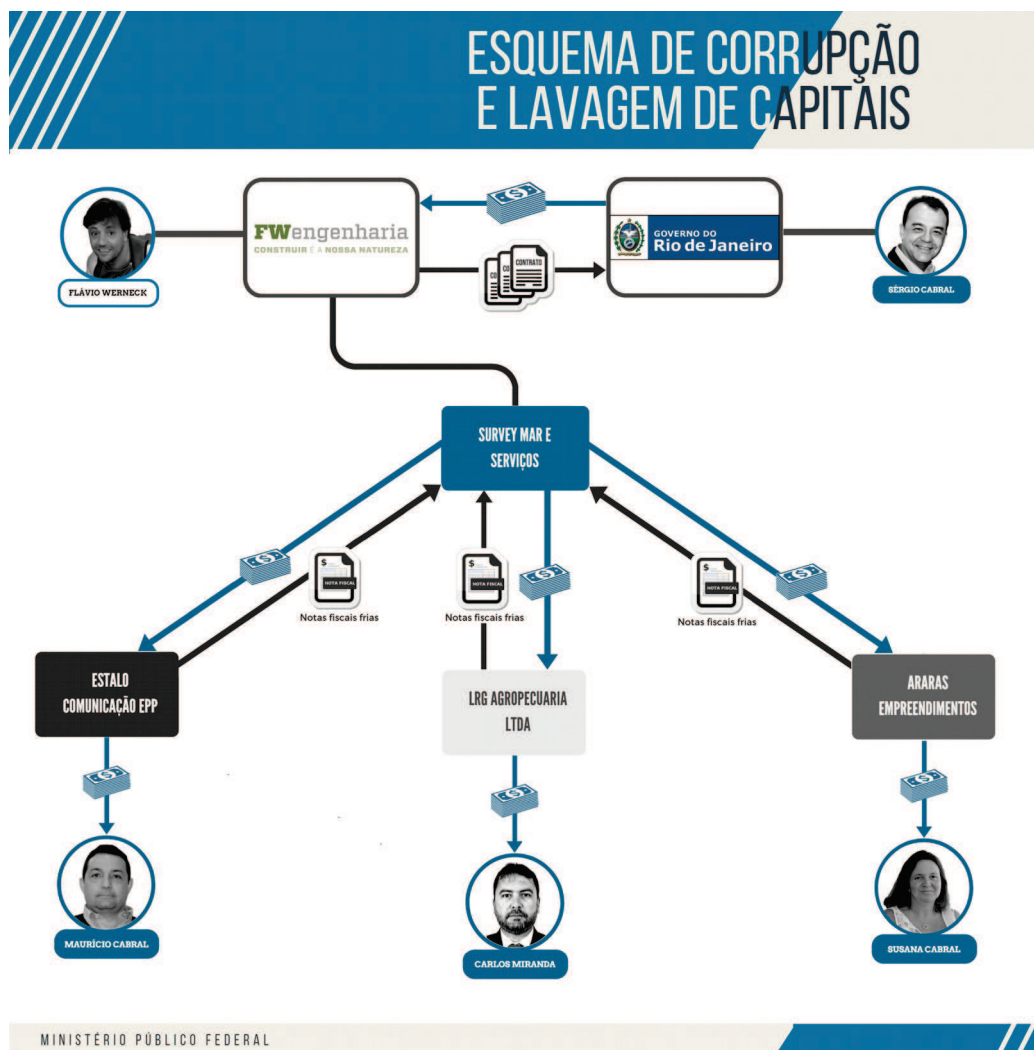 ESQUEMA DE CORRUPÇÃO
E LAVAGEM DE CAPITAIS
FWengenharia
CONSTRUIR É A NOSSA NATUREZA
GOVERNO DO
Rio de Janeiro
CO
CO
CONTRATO
FLÁVIO WERNECK
SÉRGIO CABRAL
SURVEY MAR E
SERVIÇOS
NOTA FISCAL
Notas fiscais frias
NOTA FISCAL
Notas fiscais frias
NOTA FISCAL
Notas fiscais frias
ESTALO
COMUNICAÇÃO EPP
LRG AGROPECUARIA
LTDA
ARARAS
EMPREENDIMENTOS
MAURÍCIO CABRAL
CARLOS MIRANDA
SUSANA CABRAL
MINISTÉRIO PÚBLICO FEDERAL